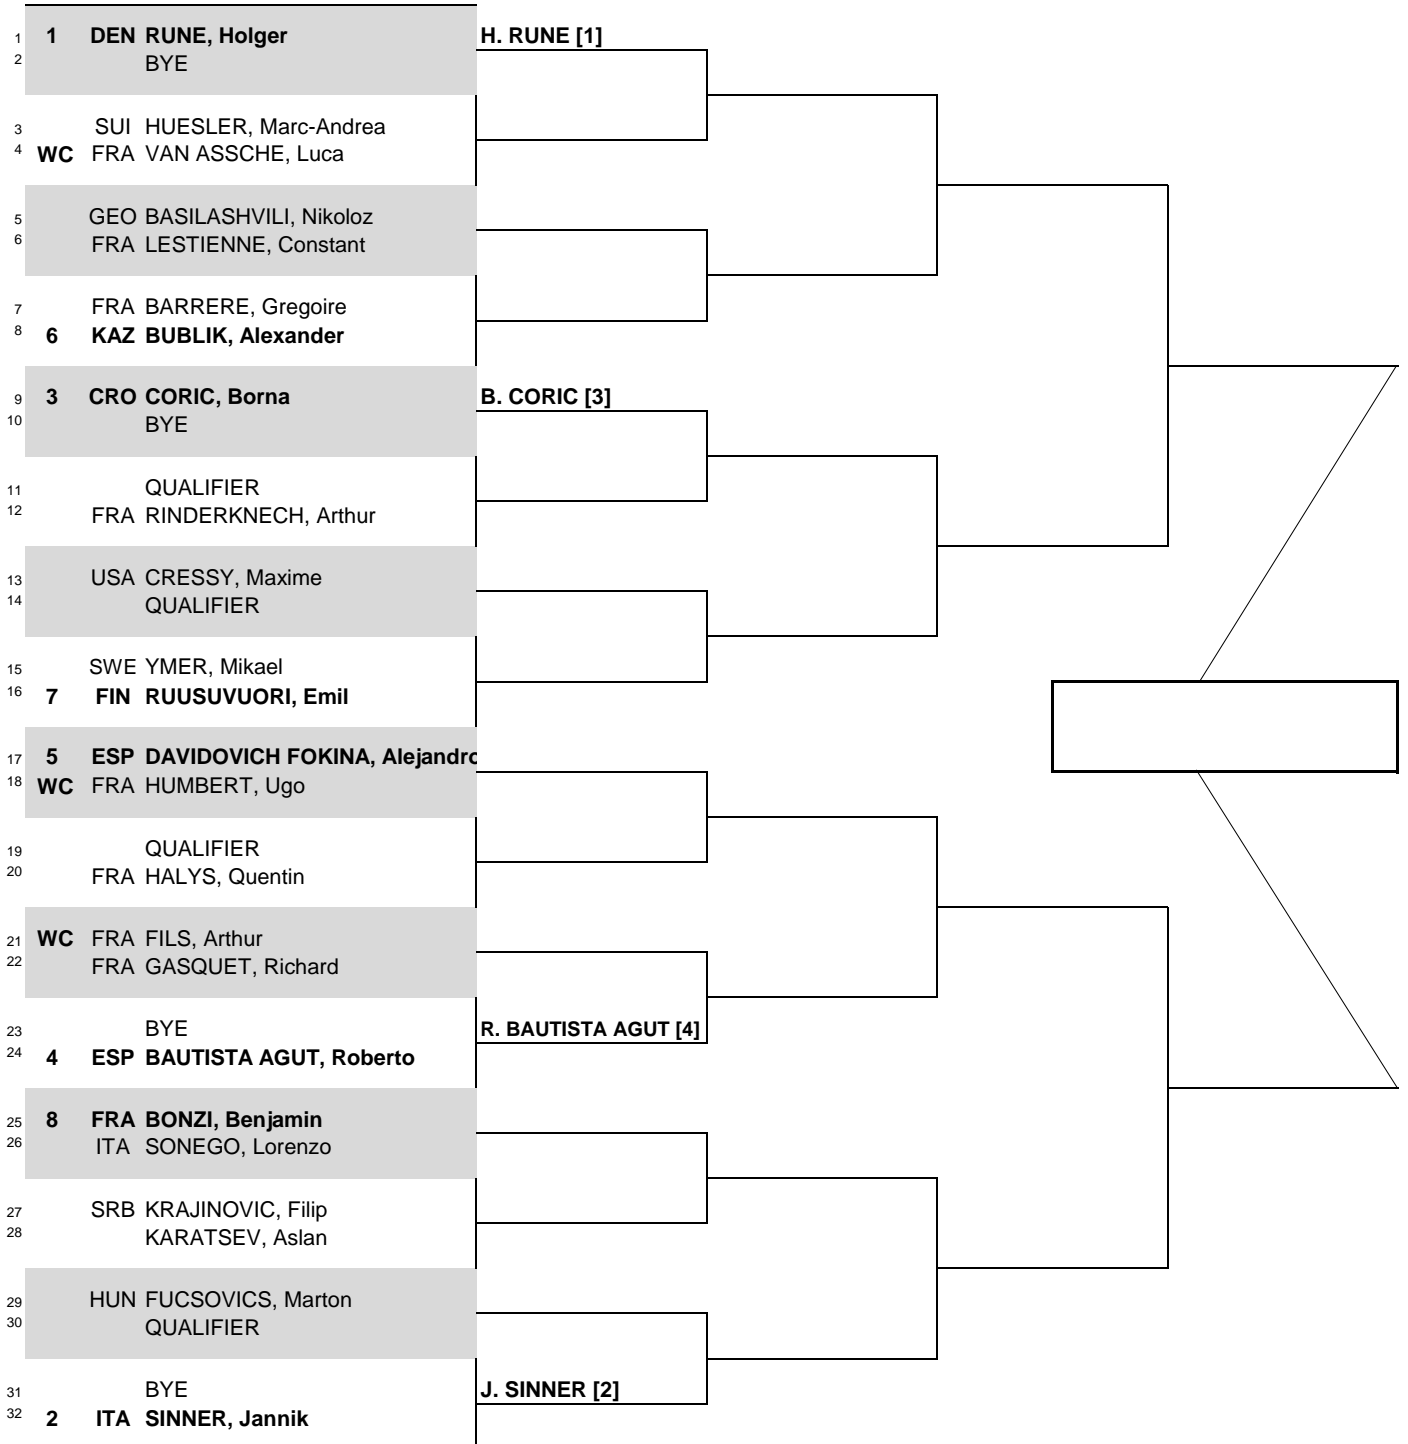 1 1 DEN RUNE, Holger H. RUNE [1]
2 BYE
3 SUI HUESLER, Marc-Andrea
4 WC FRA VAN ASSCHE, Luca
5 GEO BASILASHVILI, Nikoloz
6 FRA LESTIENNE, Constant
7 FRA BARRERE, Gregoire
8 6 KAZ BUBLIK, Alexander
9 3 CRO CORIC, Borna B. CORIC [3]
10 BYE
11 QUALIFIER
12 FRA RINDERKNECH, Arthur
13 USA CRESSY, Maxime
14 QUALIFIER
15 SWE YMER, Mikael
16 7 FIN RUUSUVUORI, Emil
17 5 ESP DAVIDOVICH FOKINA, Alejandro
18 WC FRA HUMBERT, Ugo
19 QUALIFIER
20 FRA HALYS, Quentin
21 WC FRA FILS, Arthur
22 FRA GASQUET, Richard
23 BYE R. BAUTISTA AGUT [4]
24 4 ESP BAUTISTA AGUT, Roberto
25 8 FRA BONZI, Benjamin
26 ITA SONEGO, Lorenzo
27 SRB KRAJINOVIC, Filip
28 KARATSEV, Aslan
29 HUN FUCSOVICS, Marton
30 QUALIFIER
31 BYE J. SINNER [2]
32 2 ITA SINNER, Jannik